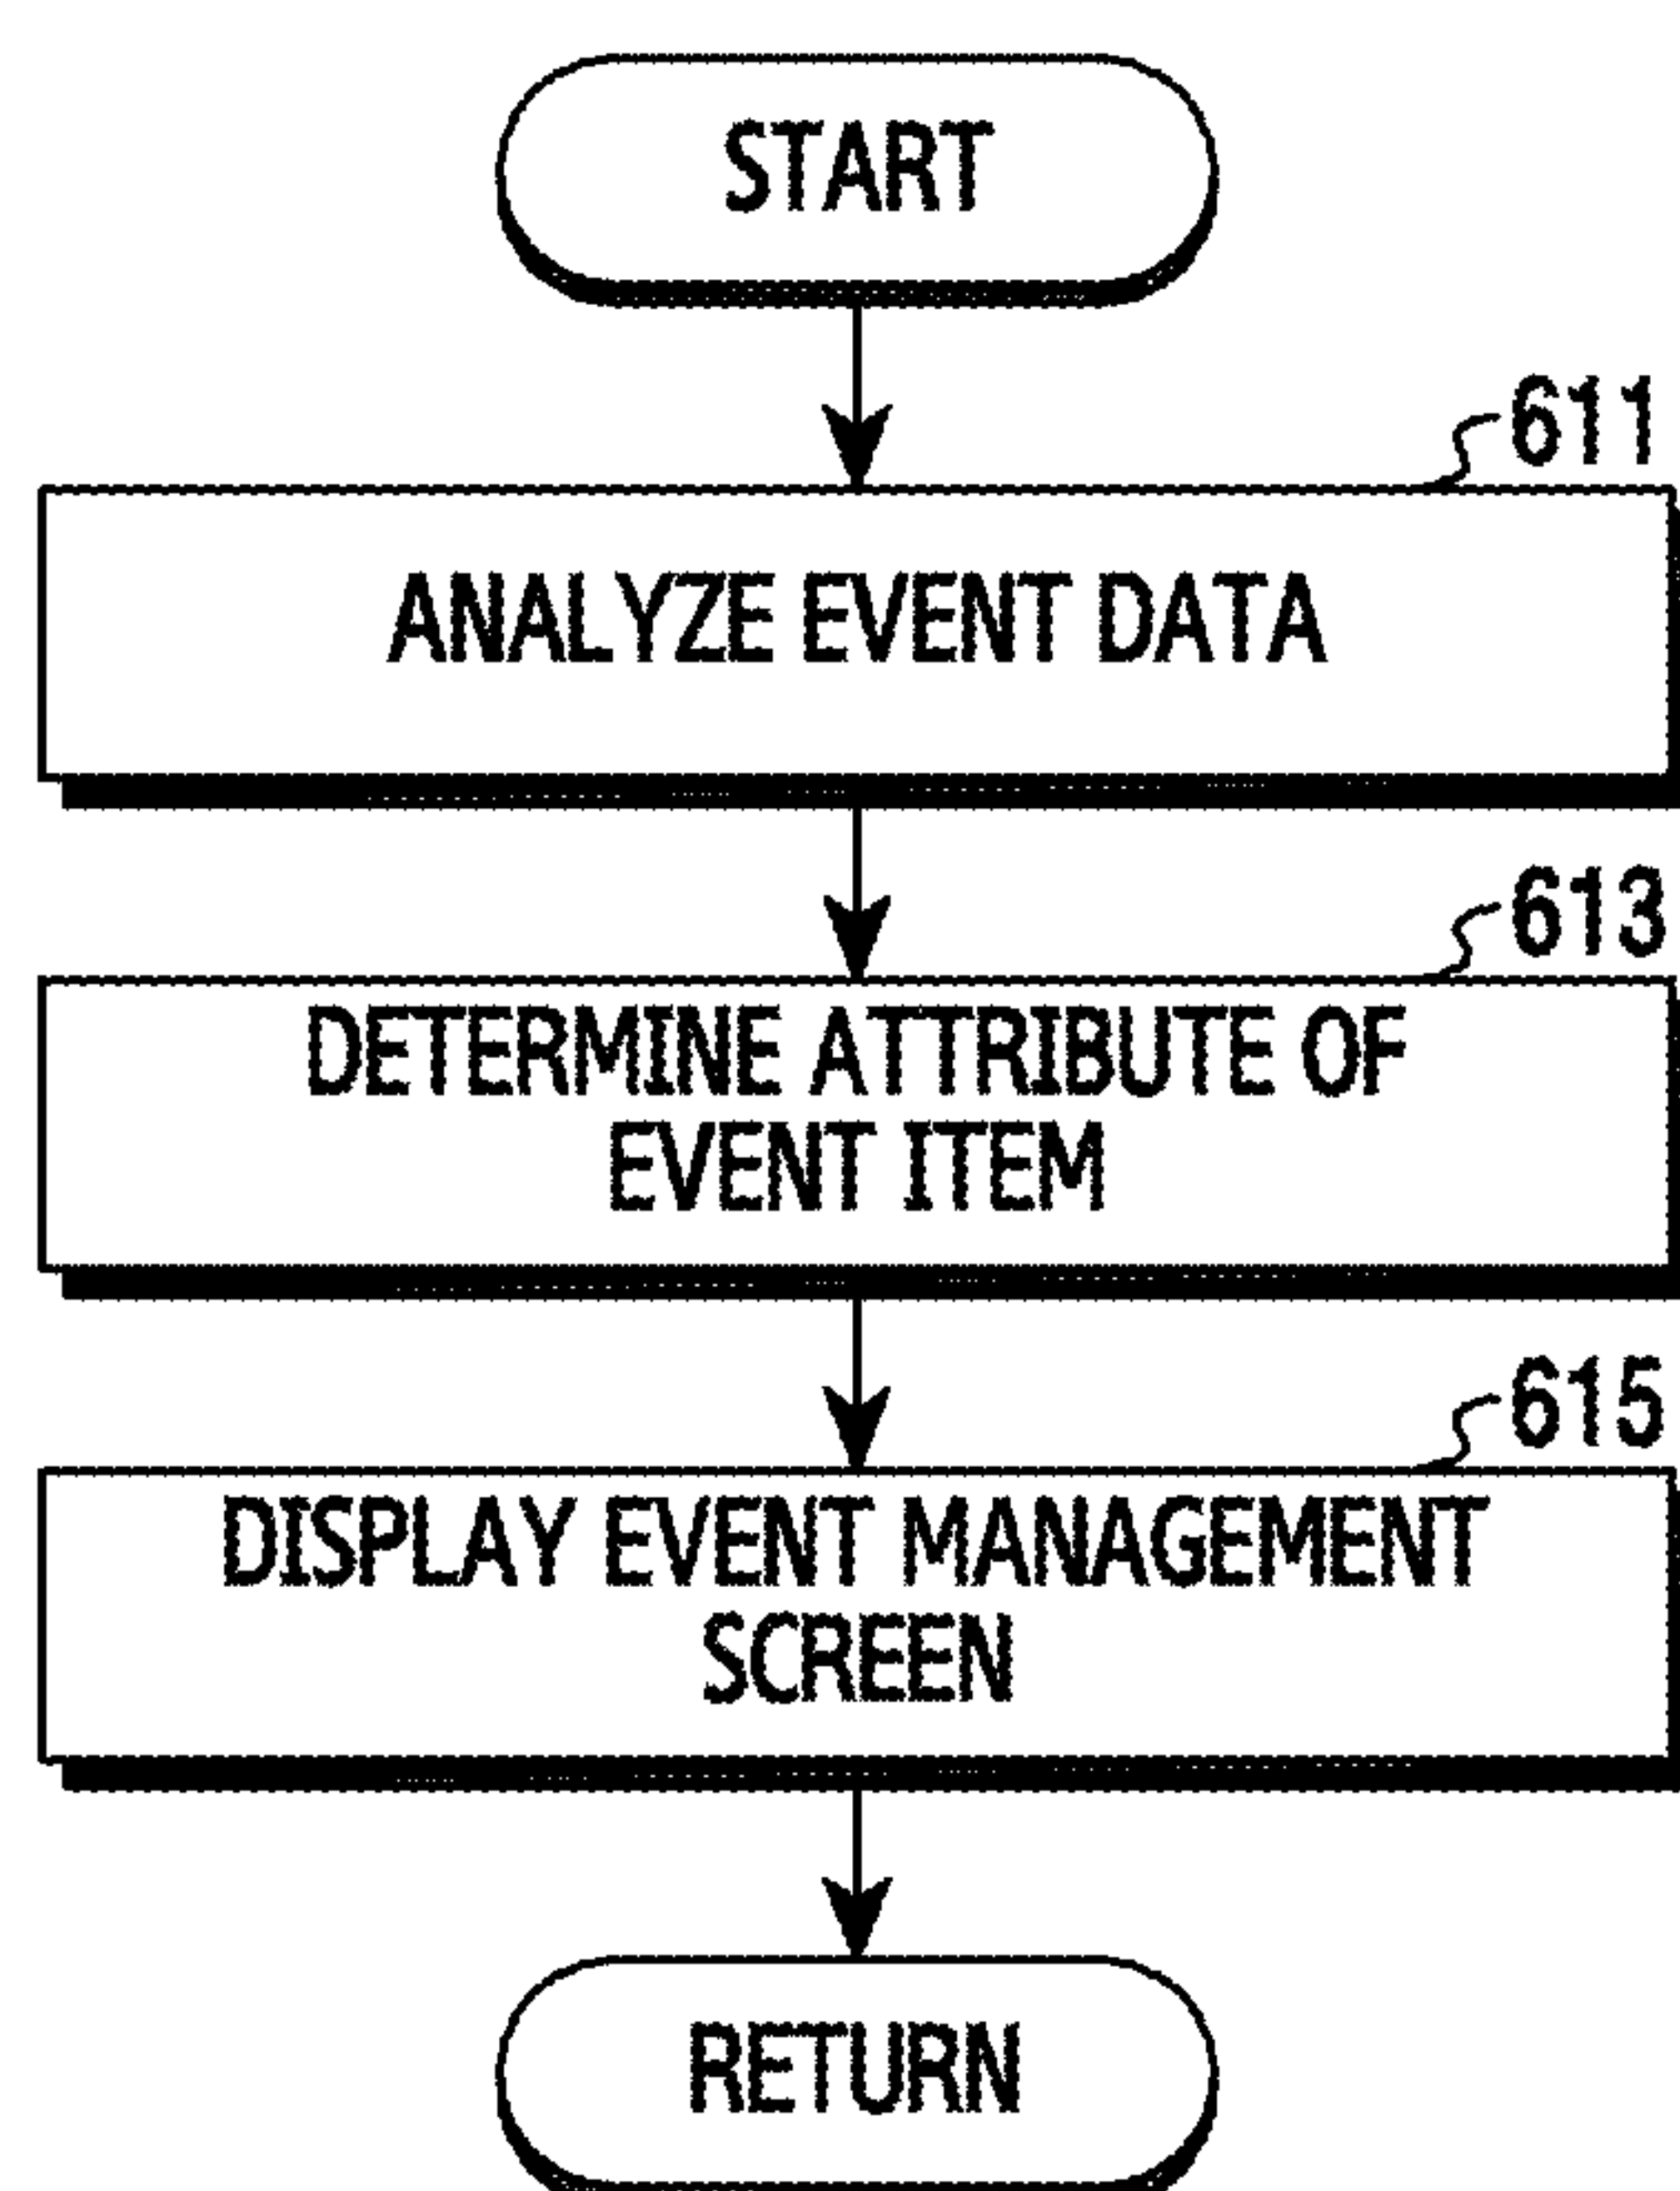 START
611
ANALYZE EVENT DATA
613
DETERMINE ATTRIBUTE OF
EVENT ITEM
615
DISPLAY EVENT MANAGEMENT
SCREEN
RETURN